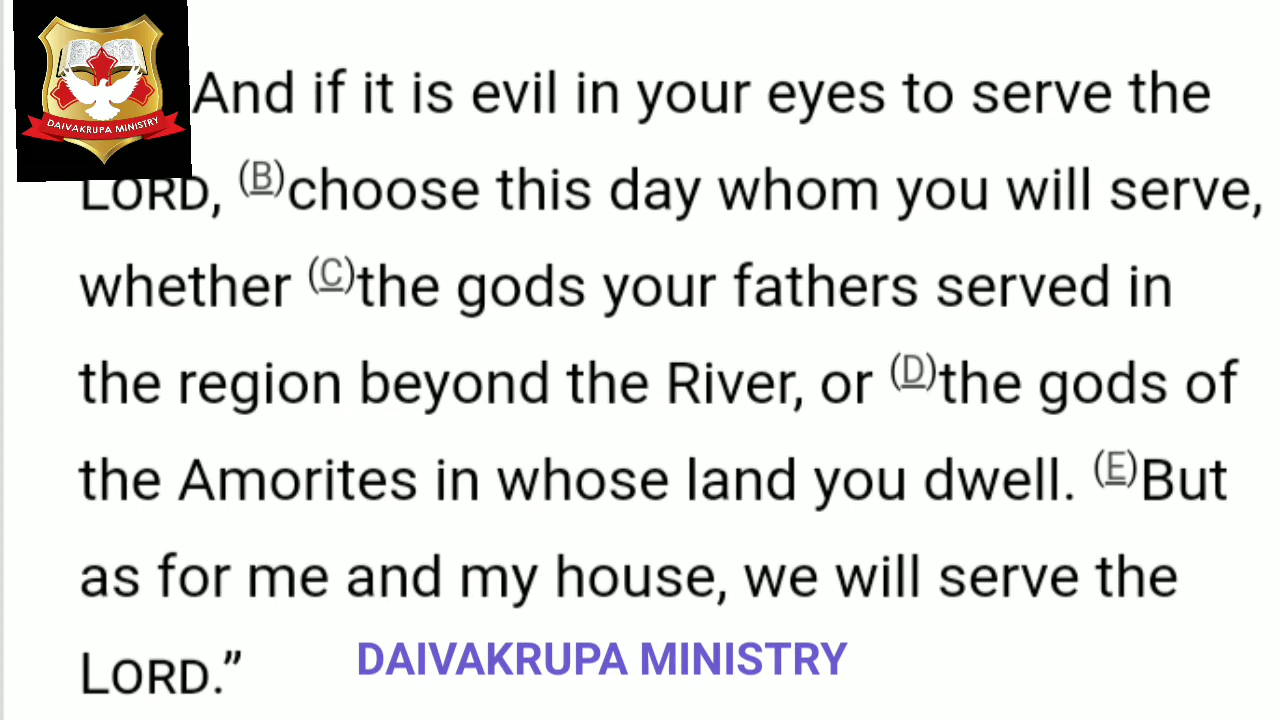 DAIVAKRUPA MINISTRY
And if it is evil in your eyes to serve the
LORD, (B)choose this day whom you will serve,
whether (C)the gods your fathers served in
the region beyond the River, or (D)the gods of
the Amorites in whose land you dwell. (E)But
as for me and my house, we will serve the
LORD.”
DAIVAKRUPA MINISTRY